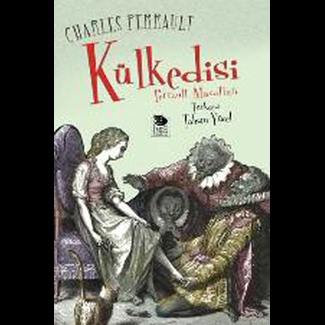 CHARLES PERRAULT
Külkedisi
Perrault Masalları
Türkçesi
Tahsin Yücel